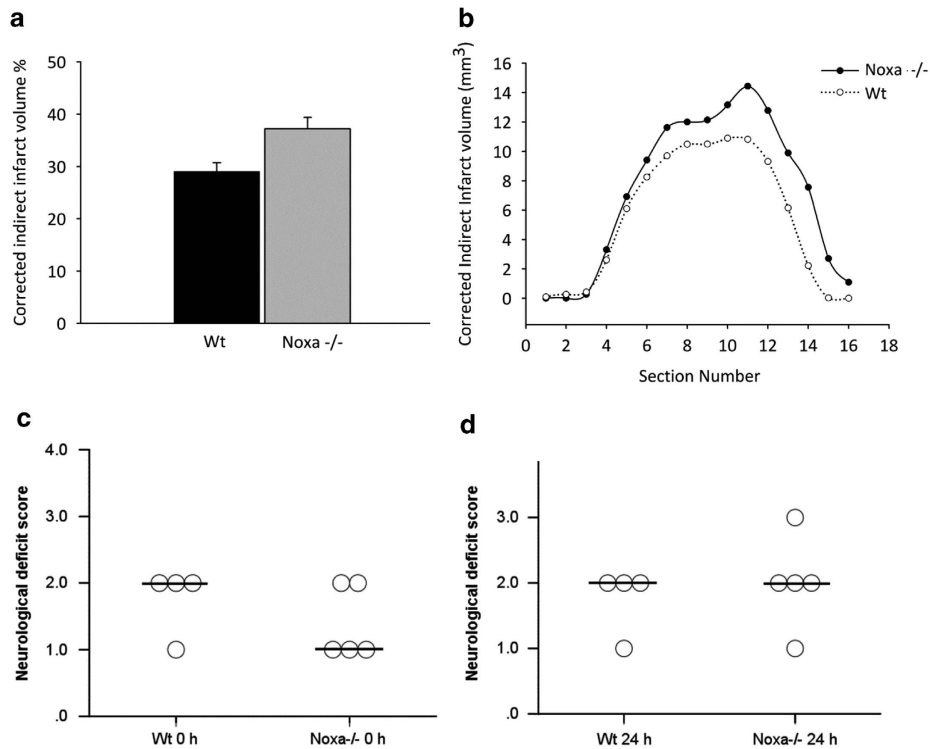 a
Corrected indirect infarct volume %
50
40
30
20
10
0
Wt
Noxa -/-
b
Corrected Indirect Infarct volume (mm³)
16
14
12
10
8
6
4
2
0
0 2 4 6 8 10 12 14 16 18
Section Number
Noxa -/-
Wt
c
Neurological deficit score
4.0
3.0
2.0
1.0
.0
Wt 0 h
Noxa-/- 0 h
d
Neurological deficit score
3.0
2.0
1.0
.0
Wt 24 h
Noxa-/- 24 h